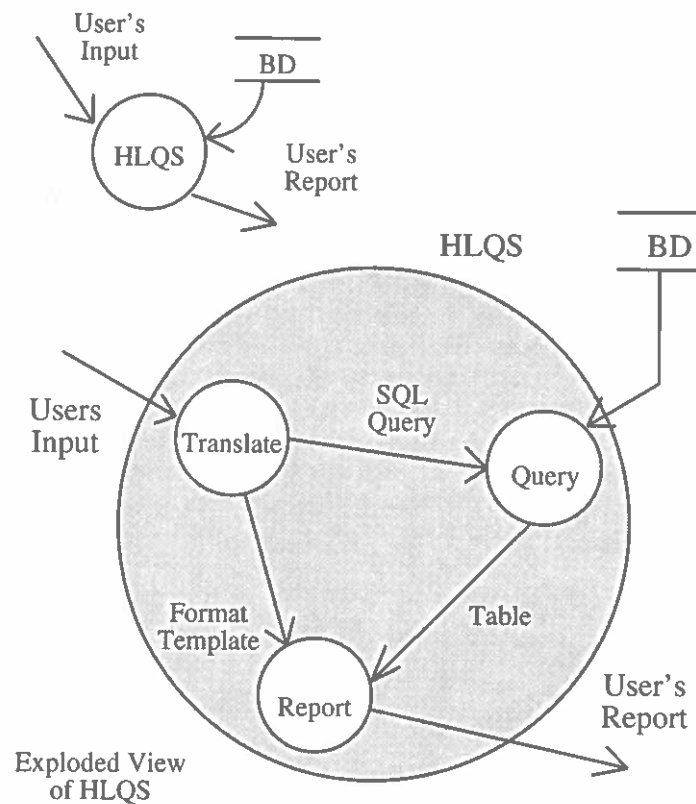 User's
Input
BD
HLQS
User's
Report
HLQS
BD
Users
Input
SQL
Query
Translate
Query
Format
Template
Table
Report
User's
Report
Exploded View
of HLQS